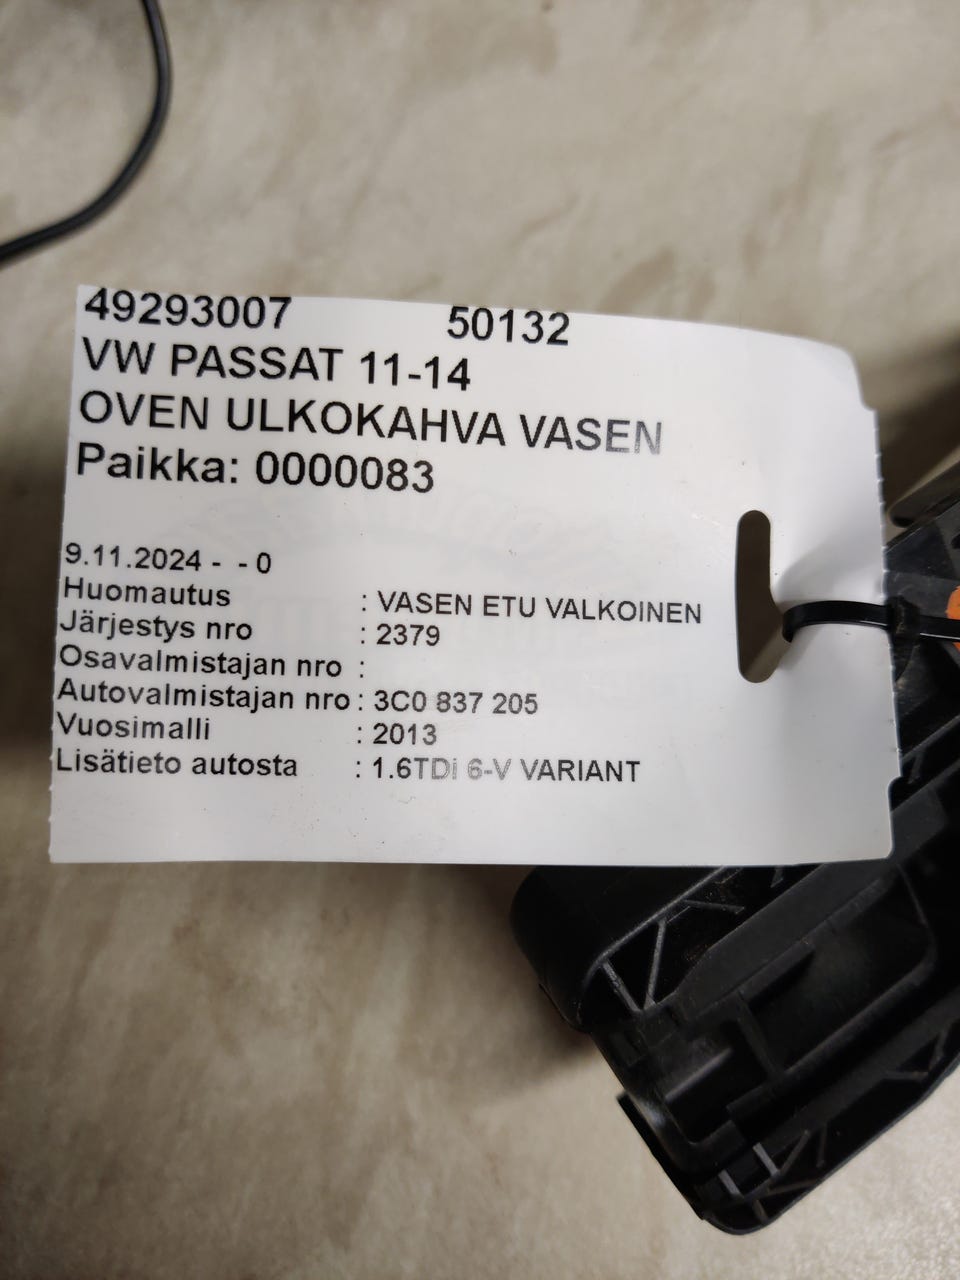 49293007 50132
VW PASSAT 11-14
OVEN ULKOKAHVA VASEN
Paikka: 0000083
9.11.2024 - - 0
Huomautus : VASEN ETU VALKOINEN
Järjestys nro : 2379
Osavalmistajan nro :
Autovalmistajan nro : 3C0 837 205
Vuosimalli : 2013
Lisätieto autosta : 1.6TDi 6-V VARIANT